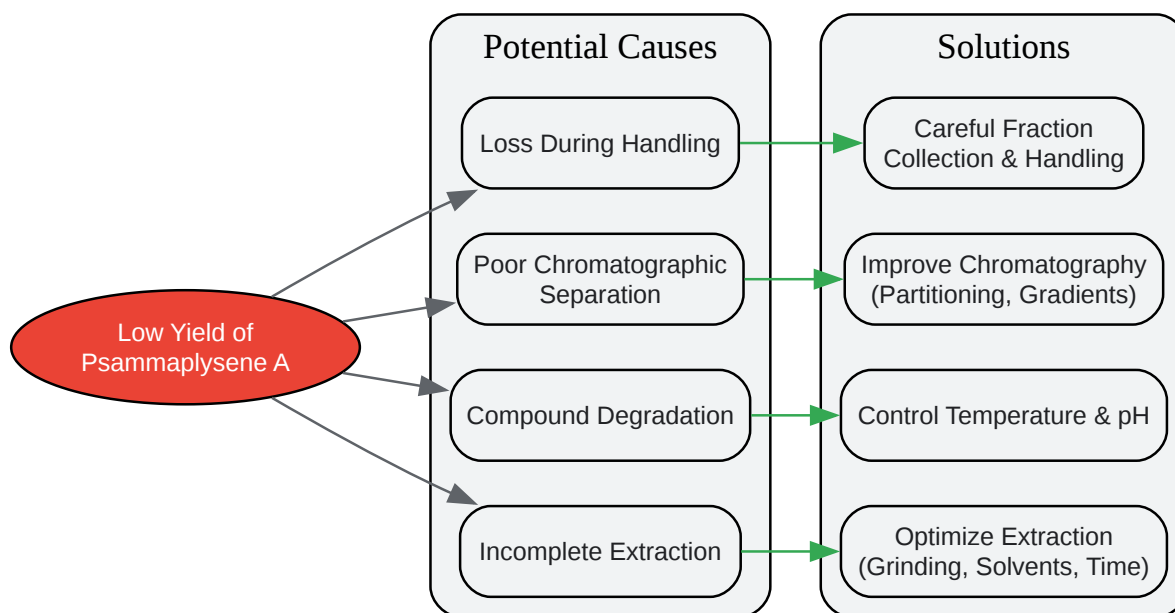 Potential Causes
Solutions
Loss During Handling
Careful Fraction
Collection & Handling
Poor Chromatographic
Separation
Improve Chromatography
(Partitioning, Gradients)
Low Yield of
Psammaplysene A
Compound Degradation
Control Temperature & pH
Incomplete Extraction
Optimize Extraction
(Grinding, Solvents, Time)